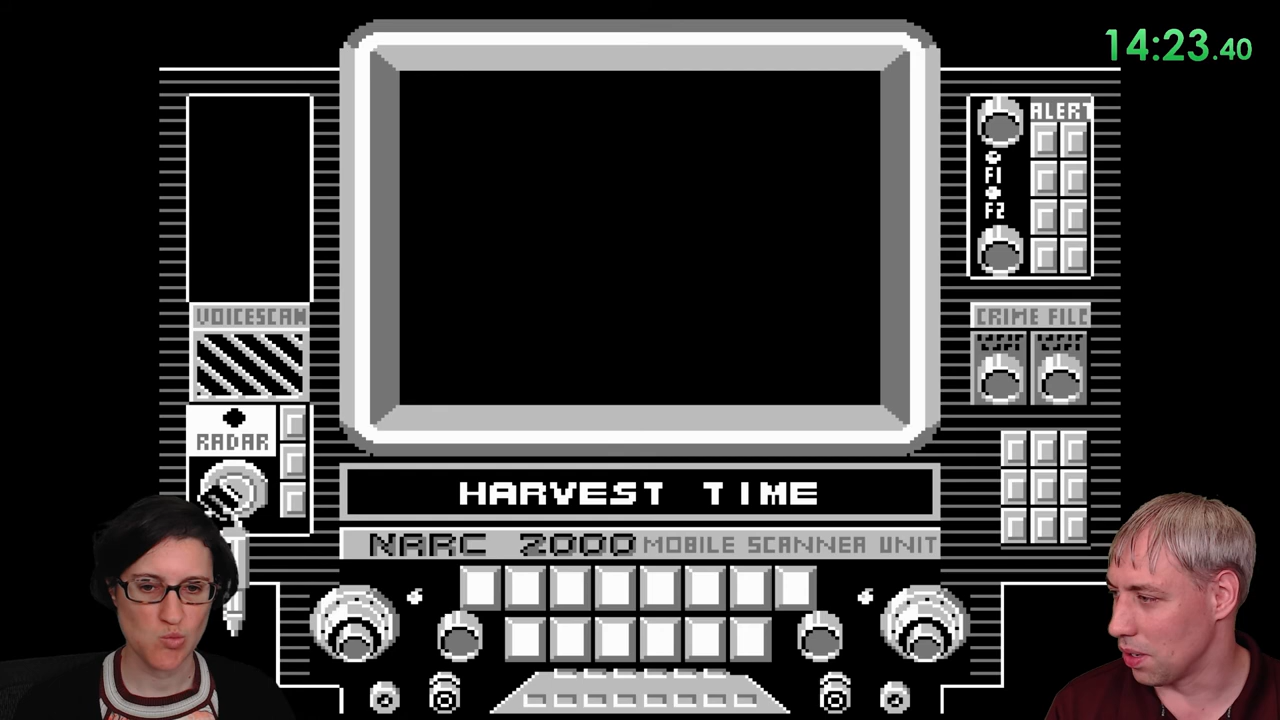 14:23.40
ALERT
F1
F2
VOICESCAN
CRIME FILE
RADAR
HARVEST TIME
NARC 2000 MOBILE SCANNER UNIT